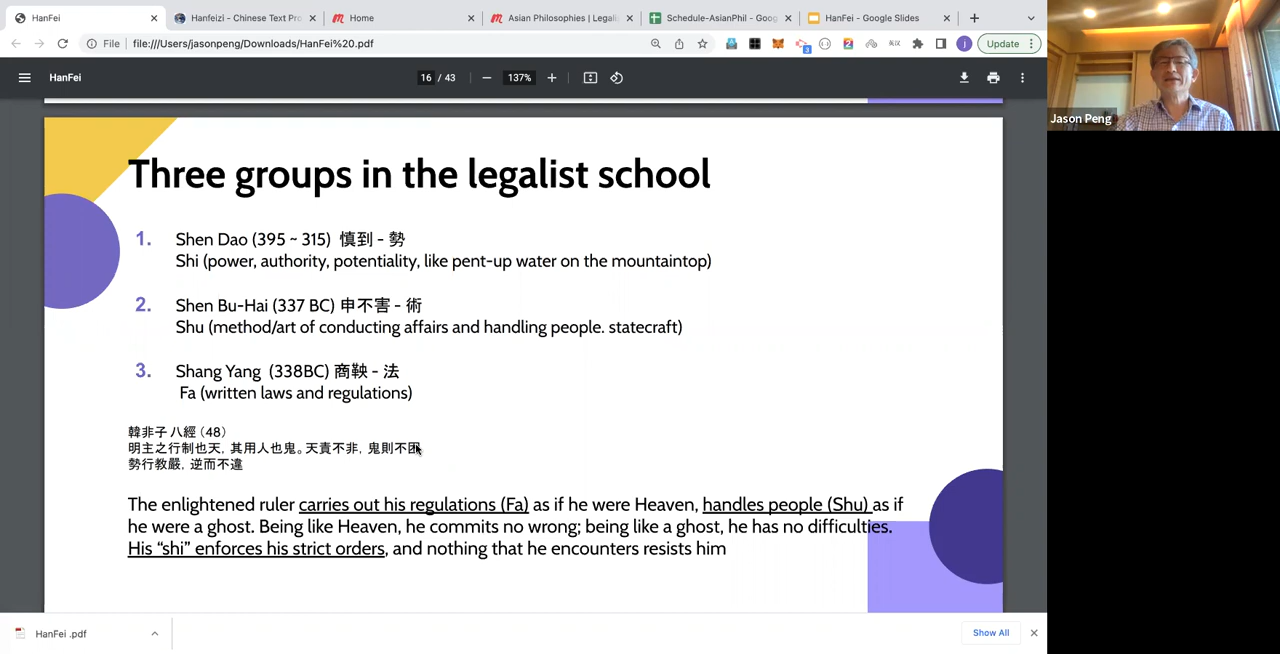 HanFei
Hanfeizi - Chinese Text Pro
Home
Asian Philosophies | Legali
Schedule-AsianPhil - Goog
HanFei - Google Slides
File
file:///Users/jasonpeng/Downloads/HanFei%20.pdf
3
j
Update
HanFei
16 / 43
137%
Three groups in the legalist school
1. Shen Dao (395 ~ 315) 慎到 - 勢
Shi (power, authority, potentiality, like pent-up water on the mountaintop)
2. Shen Bu-Hai (337 BC) 申不害 - 術
Shu (method/art of conducting affairs and handling people. statecraft)
3. Shang Yang (338BC) 商鞅 - 法
Fa (written laws and regulations)
韓非子 八經 (48)
明主之行制也天, 其用人也鬼。天責不非, 鬼則不困
勢行教嚴, 逆而不違
The enlightened ruler carries out his regulations (Fa) as if he were Heaven, handles people (Shu) as if
he were a ghost. Being like Heaven, he commits no wrong; being like a ghost, he has no difficulties.
His “shi” enforces his strict orders, and nothing that he encounters resists him
Jason Peng
HanFei .pdf
Show All